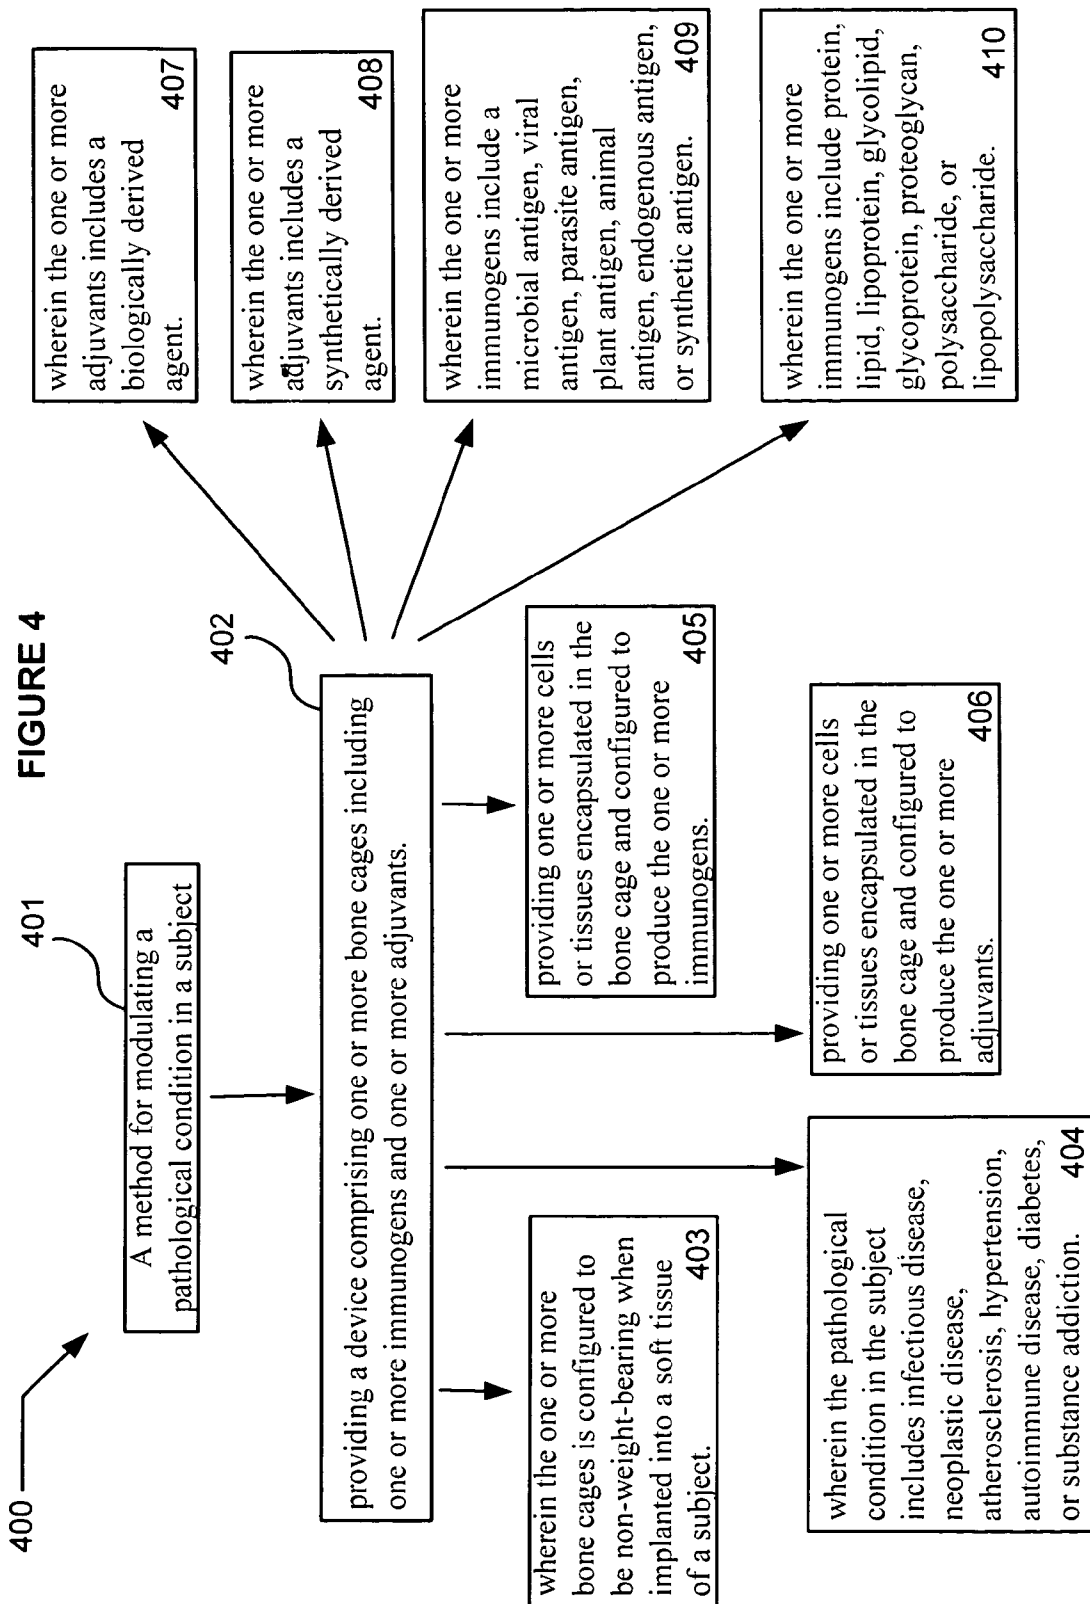 FIGURE 4
400
401
A method for modulating a
pathological condition in a subject
402
providing a device comprising one or more bone cages including
one or more immunogens and one or more adjuvants.
wherein the one or more
bone cages is configured to
be non-weight-bearing when
implanted into a soft tissue
of a subject.
403
wherein the pathological
condition in the subject
includes infectious disease,
neoplastic disease,
atherosclerosis, hypertension,
autoimmune disease, diabetes,
or substance addiction.
404
providing one or more cells
or tissues encapsulated in the
bone cage and configured to
produce the one or more
immunogens.
405
providing one or more cells
or tissues encapsulated in the
bone cage and configured to
produce the one or more
adjuvants.
406
wherein the one or more
adjuvants includes a
biologically derived
agent.
407
wherein the one or more
adjuvants includes a
synthetically derived
agent.
408
wherein the one or more
immunogens include a
microbial antigen, viral
antigen, parasite antigen,
plant antigen, animal
antigen, endogenous antigen,
or synthetic antigen.
409
wherein the one or more
immunogens include protein,
lipid, lipoprotein, glycolipid,
glycoprotein, proteoglycan,
polysaccharide, or
lipopolysaccharide.
410